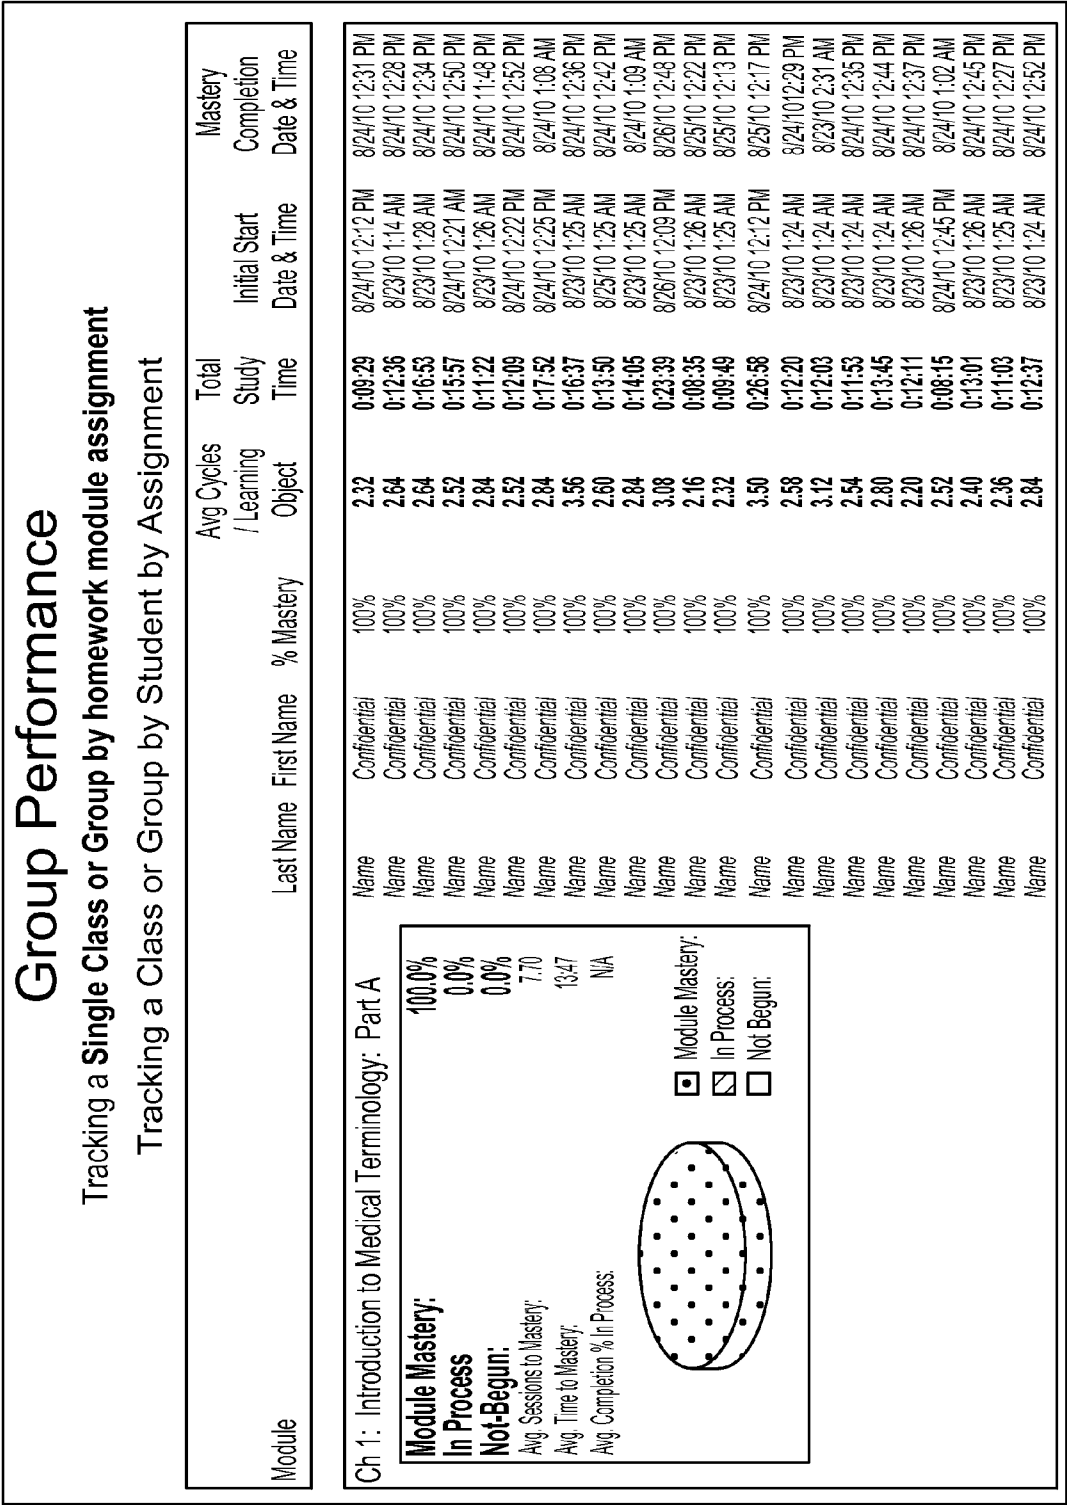 Group Performance
Tracking a Single Class or Group by homework module assignment
Tracking a Class or Group by Student by Assignment
Avg Cycles Total Mastery
/ Learning Study Initial Start Completion
Module Last Name First Name % Mastery Object Time Date & Time Date & Time
Ch 1: Introduction to Medical Terminology: Part A
Module Mastery: 100.0%
In Process 0.0%
Not-Begun: 0.0%
Avg. Sessions to Mastery: 7.70
Avg. Time to Mastery: 13:47
Avg. Completion % In Process: N/A
Module Mastery:
In Process:
Not Begun:
Name Confidential 100% 2.32 0:09:29 8/24/10 12:12 PM 8/24/10 12:31 PM
Name Confidential 100% 2.64 0:12:36 8/23/10 1:14 AM 8/24/10 12:28 PM
Name Confidential 100% 2.64 0:16:53 8/23/10 1:28 AM 8/24/10 12:34 PM
Name Confidential 100% 2.52 0:15:57 8/24/10 12:21 AM 8/24/10 12:50 PM
Name Confidential 100% 2.84 0:11:22 8/23/10 1:26 AM 8/24/10 11:48 PM
Name Confidential 100% 2.52 0:12:09 8/24/10 12:22 PM 8/24/10 12:52 PM
Name Confidential 100% 2.84 0:17:52 8/24/10 12:25 PM 8/24/10 1:08 AM
Name Confidential 100% 3.56 0:16:37 8/23/10 1:25 AM 8/24/10 12:36 PM
Name Confidential 100% 2.60 0:13:50 8/25/10 1:25 AM 8/24/10 12:42 PM
Name Confidential 100% 2.84 0:14:05 8/23/10 1:25 AM 8/24/10 1:09 AM
Name Confidential 100% 3.08 0:23:39 8/26/10 12:09 PM 8/26/10 12:48 PM
Name Confidential 100% 2.16 0:08:35 8/23/10 1:26 AM 8/25/10 12:22 PM
Name Confidential 100% 2.32 0:09:49 8/23/10 1:25 AM 8/25/10 12:13 PM
Name Confidential 100% 3.50 0:26:58 8/24/10 12:12 PM 8/25/10 12:17 PM
Name Confidential 100% 2.58 0:12:20 8/23/10 1:24 AM 8/24/1012:29 PM
Name Confidential 100% 3.12 0:12:03 8/23/10 1:24 AM 8/23/10 2:31 AM
Name Confidential 100% 2.54 0:11:53 8/23/10 1:24 AM 8/24/10 12:35 PM
Name Confidential 100% 2.80 0:13:45 8/23/10 1:24 AM 8/24/10 12:44 PM
Name Confidential 100% 2.20 0:12:11 8/23/10 1:26 AM 8/24/10 12:37 PM
Name Confidential 100% 2.52 0:08:15 8/24/10 12:45 PM 8/24/10 1:02 AM
Name Confidential 100% 2.40 0:13:01 8/23/10 1:26 AM 8/24/10 12:45 PM
Name Confidential 100% 2.36 0:11:03 8/23/10 1:25 AM 8/24/10 12:27 PM
Name Confidential 100% 2.84 0:12:37 8/23/10 1:24 AM 8/24/10 12:52 PM